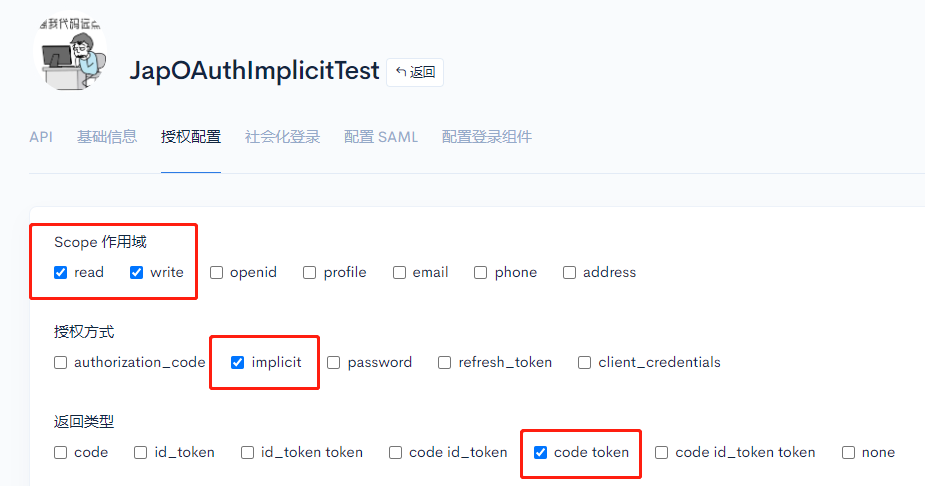 我代码远
JapOAuthImplicitTest 返回
API 基础信息 授权配置 社会化登录 配置 SAML 配置登录组件
Scope 作用域
read write openid profile email phone address
授权方式
authorization_code implicit password refresh_token client_credentials
返回类型
code id_token id_token token code id_token code token code id_token token none